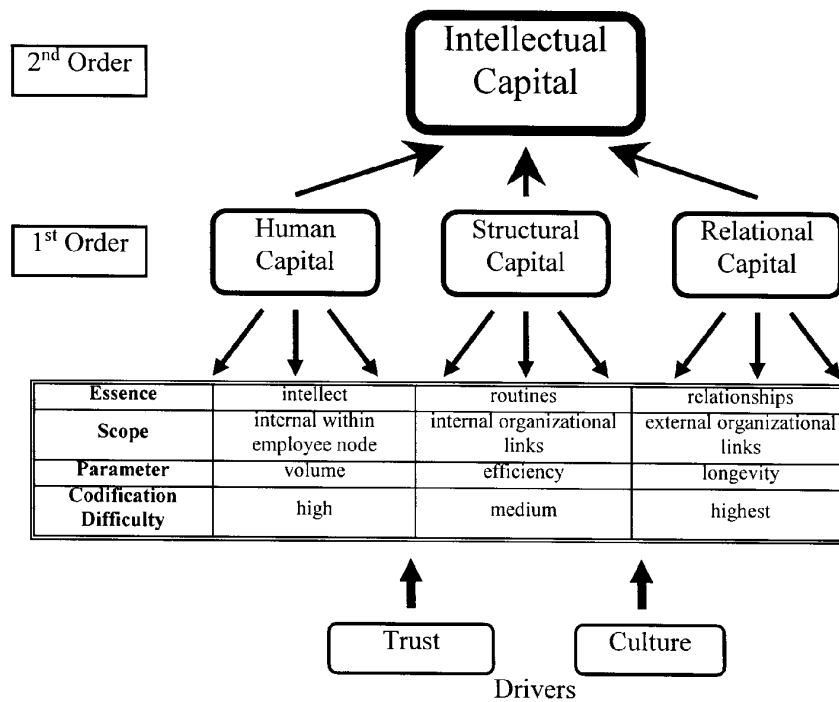 2nd Order
Intellectual
Capital
1st Order
Human
Capital
Structural
Capital
Relational
Capital
Essence intellect routines relationships
Scope internal within employee node internal organizational links external organizational links
Parameter volume efficiency longevity
Codification Difficulty high medium highest
Trust
Culture
Drivers